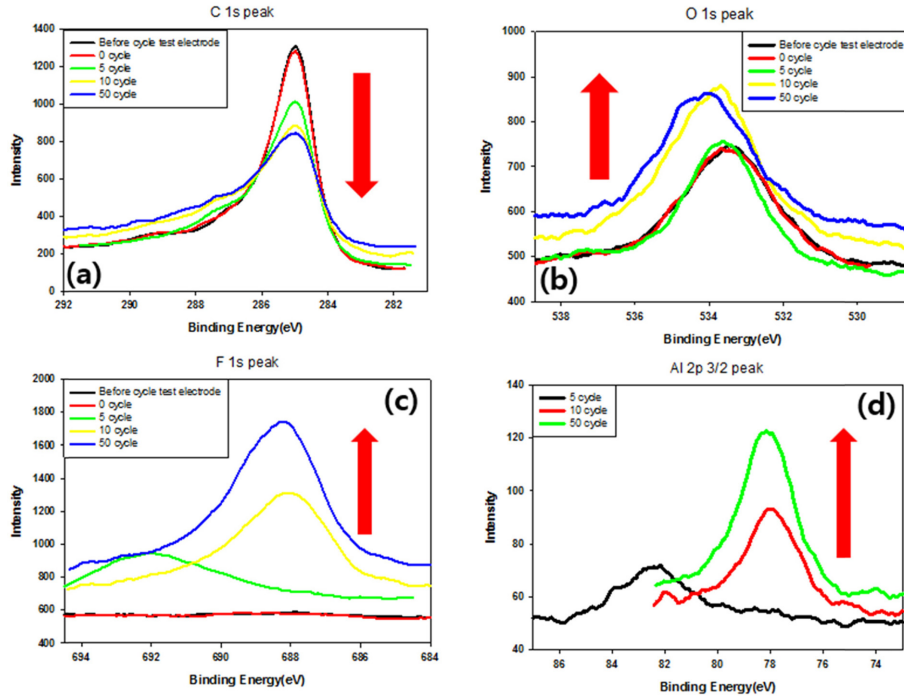 C 1s peak
1400
1200
1000
800
600
400
200
0
Intensity
Before cycle test electrode
0 cycle
5 cycle
10 cycle
50 cycle
(a)
292 290 288 286 284 282
Binding Energy(eV)
O 1s peak
1000
900
800
700
600
500
400
Intensity
Before cycle test electrode
0 cycle
5 cycle
10 cycle
50 cycle
(b)
538 536 534 532 530
Binding Energy(eV)
F 1s peak
2000
1800
1600
1400
1200
1000
800
600
400
Intensity
Before cycle test electrode
0 cycle
5 cycle
10 cycle
50 cycle
(c)
694 692 690 688 686 684
Binding Energy(eV)
Al 2p 3/2 peak
140
120
100
80
60
40
Intensity
5 cycle
10 cycle
50 cycle
(d)
86 84 82 80 78 76 74
Binding Energy(eV)